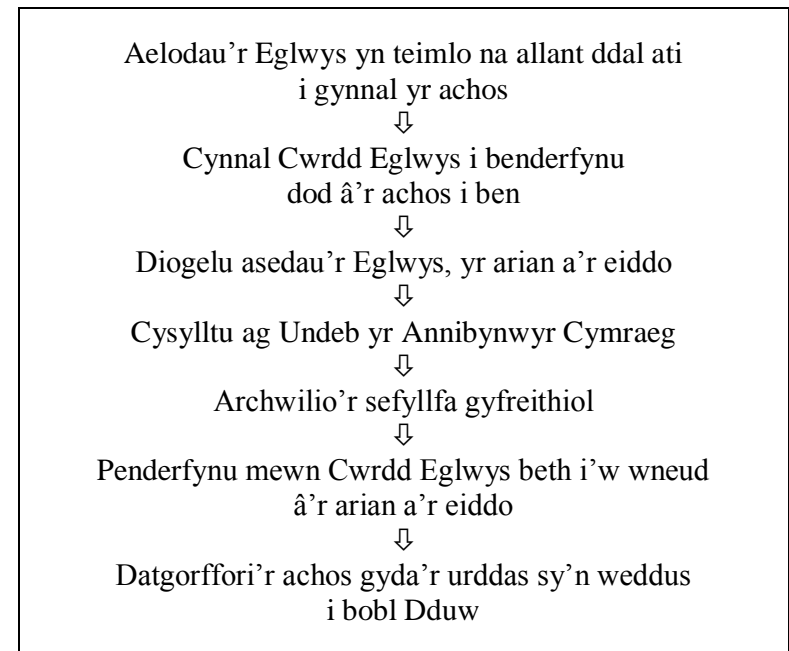 Aelodau’r Eglwys yn teimlo na allant ddal ati
i gynnal yr achos
⇩
Cynnal Cwrdd Eglwys i benderfynu
dod â’r achos i ben
⇩
Diogelu asedau’r Eglwys, yr arian a’r eiddo
⇩
Cysylltu ag Undeb yr Annibynwyr Cymraeg
⇩
Archwilio’r sefyllfa gyfreithiol
⇩
Penderfynu mewn Cwrdd Eglwys beth i’w wneud
â’r arian a’r eiddo
⇩
Datgorffori’r achos gyda’r urddas sy’n weddus
i bobl Dduw